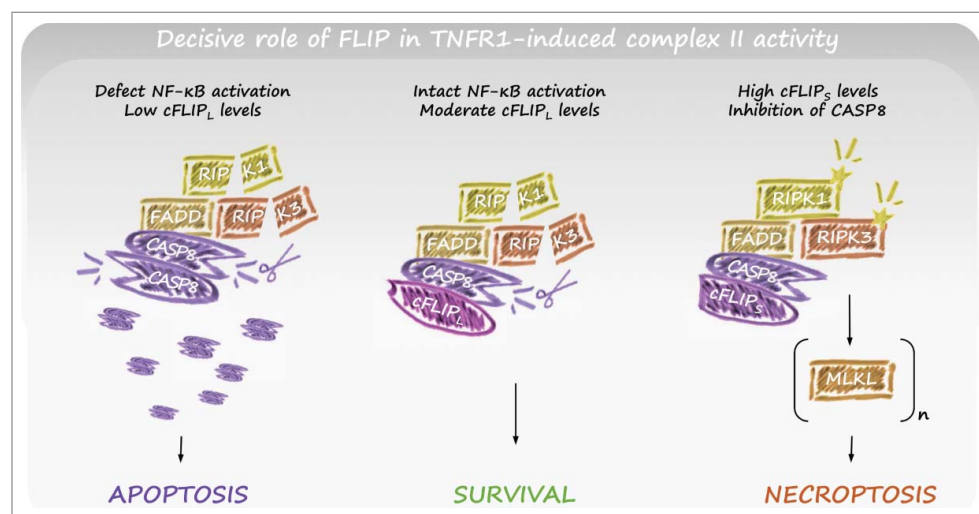 Decisive role of FLIP in TNFR1-induced complex II activity
Defect NF-κB activation
Low cFLIPL levels
RIP K1
FADD RIP K3
CASP8
CASP8
APOPTOSIS
Intact NF-κB activation
Moderate cFLIPL levels
RIP K1
FADD RIP K3
CASP8
cFLIPL
SURVIVAL
High cFLIPS levels
Inhibition of CASP8
RIPK1
FADD RIPK3
CASP8
cFLIPS
MLKL
n
NECROPTOSIS